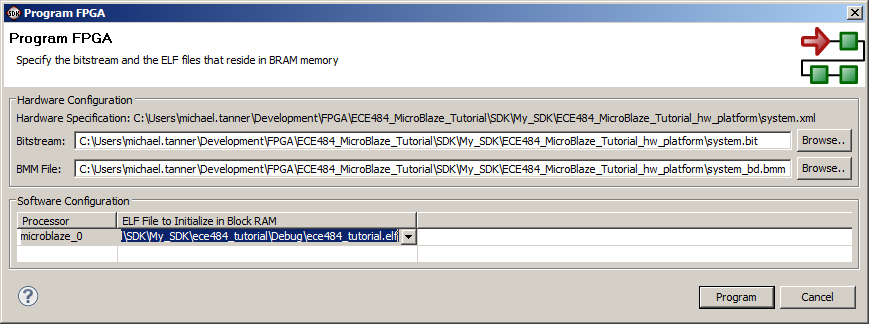 SDK Program FPGA
Program FPGA
Specify the bitstream and the ELF files that reside in BRAM memory
Hardware Configuration
Hardware Specification: C:\Users\michael.tanner\Development\FPGA\ECE484_MicroBlaze_Tutorial\SDK\My_SDK\ECE484_MicroBlaze_Tutorial_hw_platform\system.xml
Bitstream: C:\Users\michael.tanner\Development\FPGA\ECE484_MicroBlaze_Tutorial\SDK\My_SDK\ECE484_MicroBlaze_Tutorial_hw_platform\system.bit Browse..
BMM File: C:\Users\michael.tanner\Development\FPGA\ECE484_MicroBlaze_Tutorial\SDK\My_SDK\ECE484_MicroBlaze_Tutorial_hw_platform\system_bd.bmm Browse..
Software Configuration
Processor ELF File to Initialize in Block RAM
microblaze_0 \SDK\My_SDK\ece484_tutorial\Debug\ece484_tutorial.elf
? Program Cancel